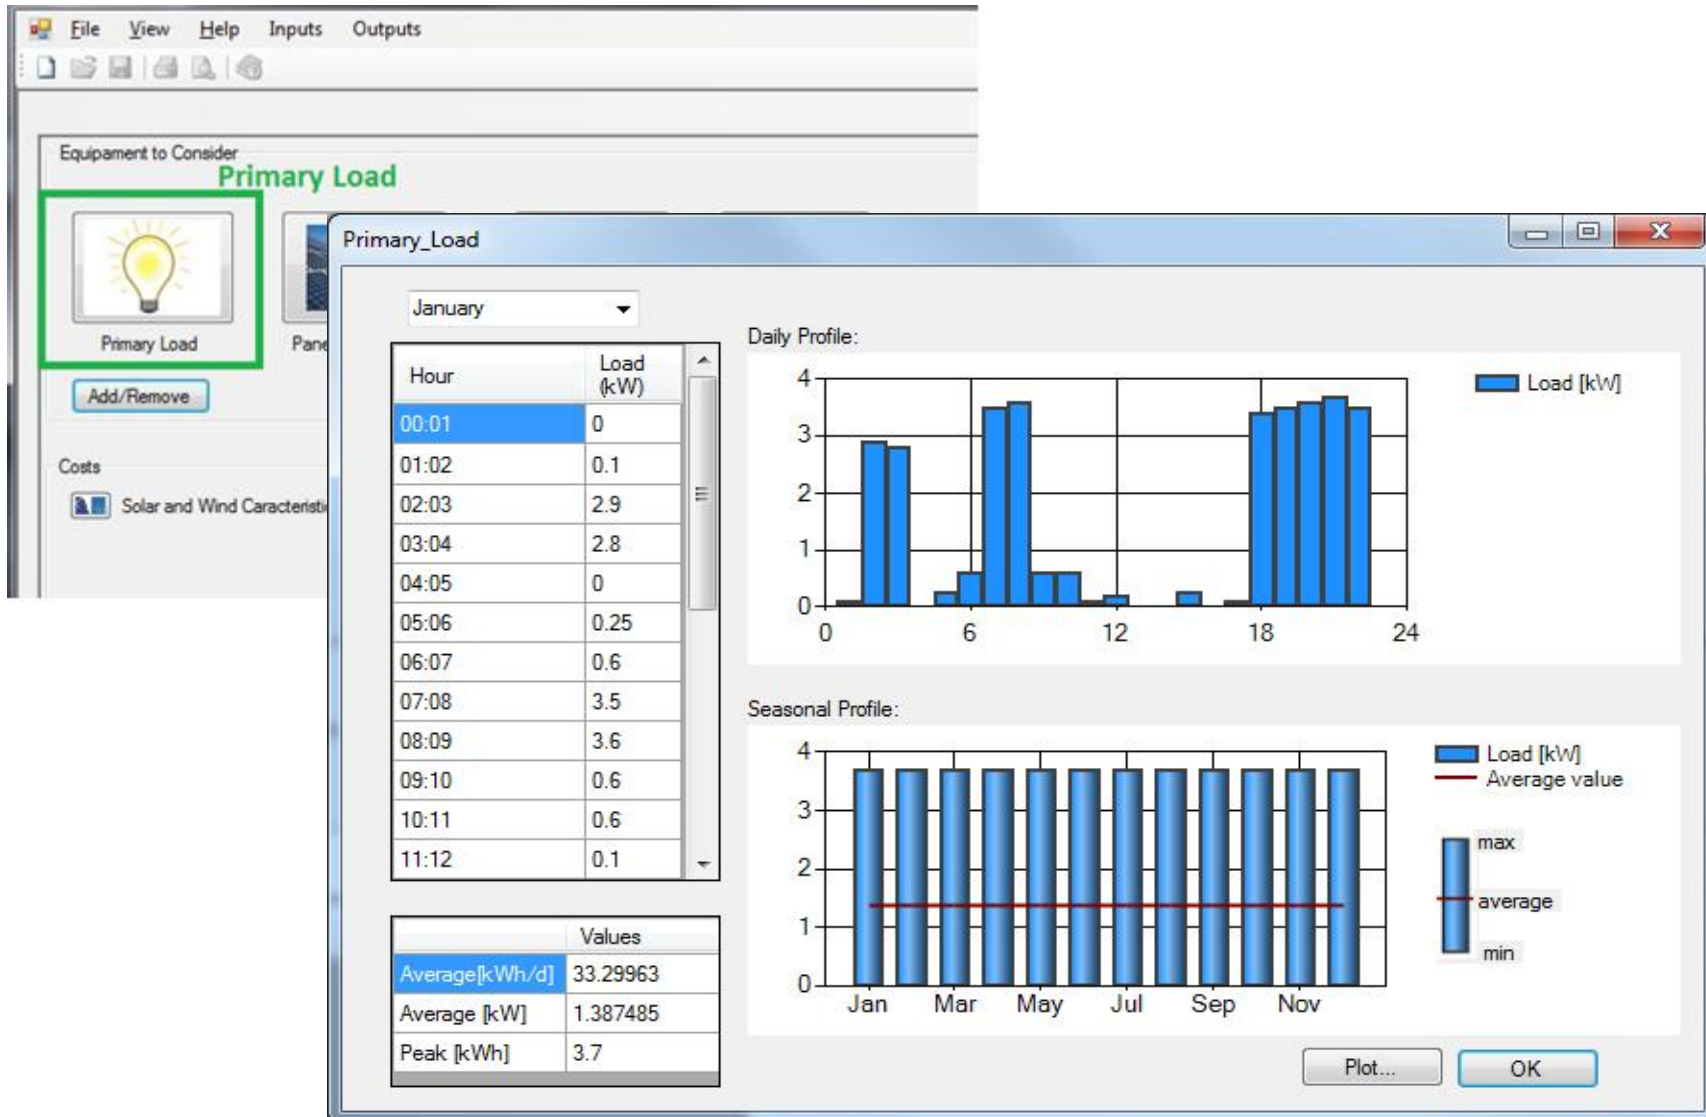 File View Help Inputs Outputs
Equipament to Consider
Primary Load
Primary Load
Pane
Add/Remove
Costs
Solar and Wind Caracteristi
Primary_Load
January
Hour Load (kW)
00:01 0
01:02 0.1
02:03 2.9
03:04 2.8
04:05 0
05:06 0.25
06:07 0.6
07:08 3.5
08:09 3.6
09:10 0.6
10:11 0.6
11:12 0.1
Values
Average[kWh/d] 33.29963
Average [kW] 1.387485
Peak [kWh] 3.7
Daily Profile:
4
3
2
1
0
0 6 12 18 24
Load [kW]
Seasonal Profile:
4
3
2
1
0
Jan Mar May Jul Sep Nov
Load [kW]
Average value
max
average
min
Plot... OK